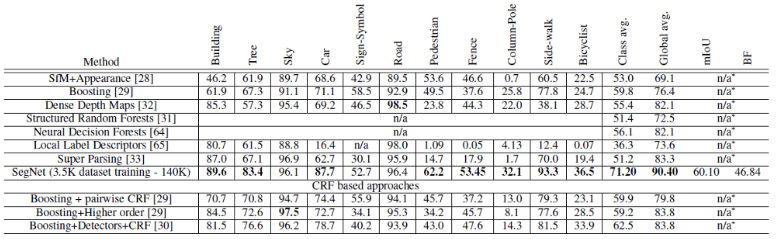 Method Building Tree Sky Car Sign-Symbol Road Pedestrian Fence Column-Pole Side-walk Bicyclist Class avg. Global avg. mIoU BF
SfM+Appearance [28] 46.2 61.9 89.7 68.6 42.9 89.5 53.6 46.6 0.7 60.5 22.5 53.0 69.1 n/a*
Boosting [29] 61.9 67.3 91.1 71.1 58.5 92.9 49.5 37.6 25.8 77.8 24.7 59.8 76.4 n/a*
Dense Depth Maps [32] 85.3 57.3 95.4 69.2 46.5 98.5 23.8 44.3 22.0 38.1 28.7 55.4 82.1 n/a*
Structured Random Forests [31] n/a 51.4 72.5 n/a*
Neural Decision Forests [64] n/a 56.1 82.1 n/a*
Local Label Descriptors [65] 80.7 61.5 88.8 16.4 n/a 98.0 1.09 0.05 4.13 12.4 0.07 36.3 73.6 n/a*
Super Parsing [33] 87.0 67.1 96.9 62.7 30.1 95.9 14.7 17.9 1.7 70.0 19.4 51.2 83.3 n/a*
SegNet (3.5K dataset training - 140K) 89.6 83.4 96.1 87.7 52.7 96.4 62.2 53.45 32.1 93.3 36.5 71.20 90.40 60.10 46.84
CRF based approaches
Boosting + pairwise CRF [29] 70.7 70.8 94.7 74.4 55.9 94.1 45.7 37.2 13.0 79.3 23.1 59.9 79.8 n/a*
Boosting+Higher order [29] 84.5 72.6 97.5 72.7 34.1 95.3 34.2 45.7 8.1 77.6 28.5 59.2 83.8 n/a*
Boosting+Detectors+CRF [30] 81.5 76.6 96.2 78.7 40.2 93.9 43.0 47.6 14.3 81.5 33.9 62.5 83.8 n/a*